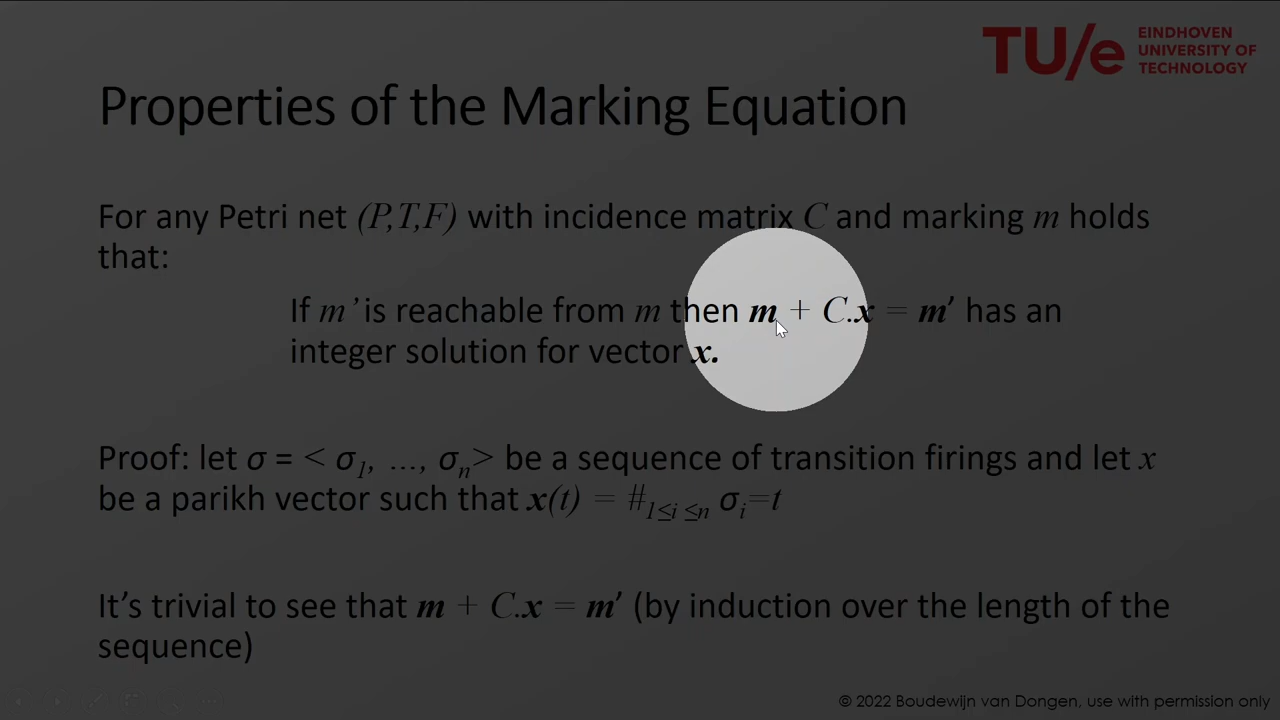 TU/e EINDHOVEN
UNIVERSITY OF
TECHNOLOGY
Properties of the Marking Equation
For any Petri net (P,T,F) with incidence matrix C and marking m holds
that:
If m' is reachable from m then m + C.x = m' has an
integer solution for vector x.
Proof: let σ = < σ1, ..., σn> be a sequence of transition firings and let x
be a parikh vector such that x(t) = #1≤i ≤n σi=t
It's trivial to see that m + C.x = m' (by induction over the length of the
sequence)
© 2022 Boudewijn van Dongen, use with permission only